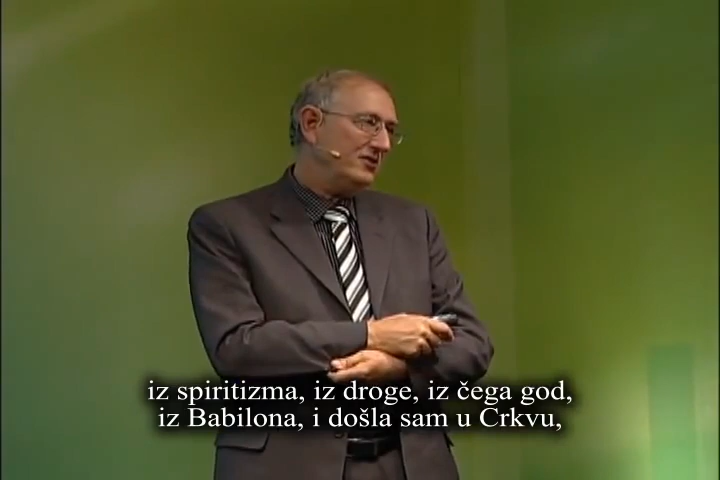 iz spiritizma, iz droge, iz čega god,
iz Babilona, i došla sam u Crkvu,